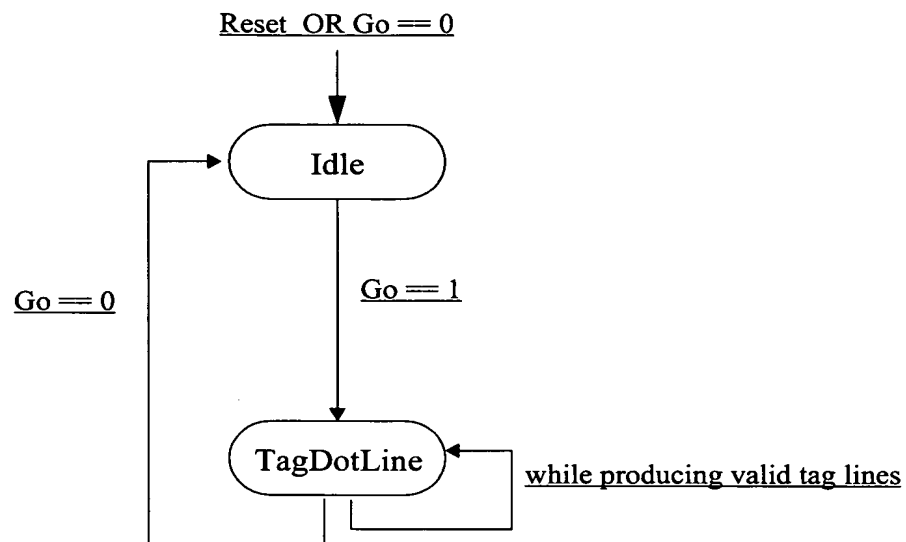 Reset OR Go == 0
Idle
Go == 0
Go == 1
TagDotLine
while producing valid tag lines